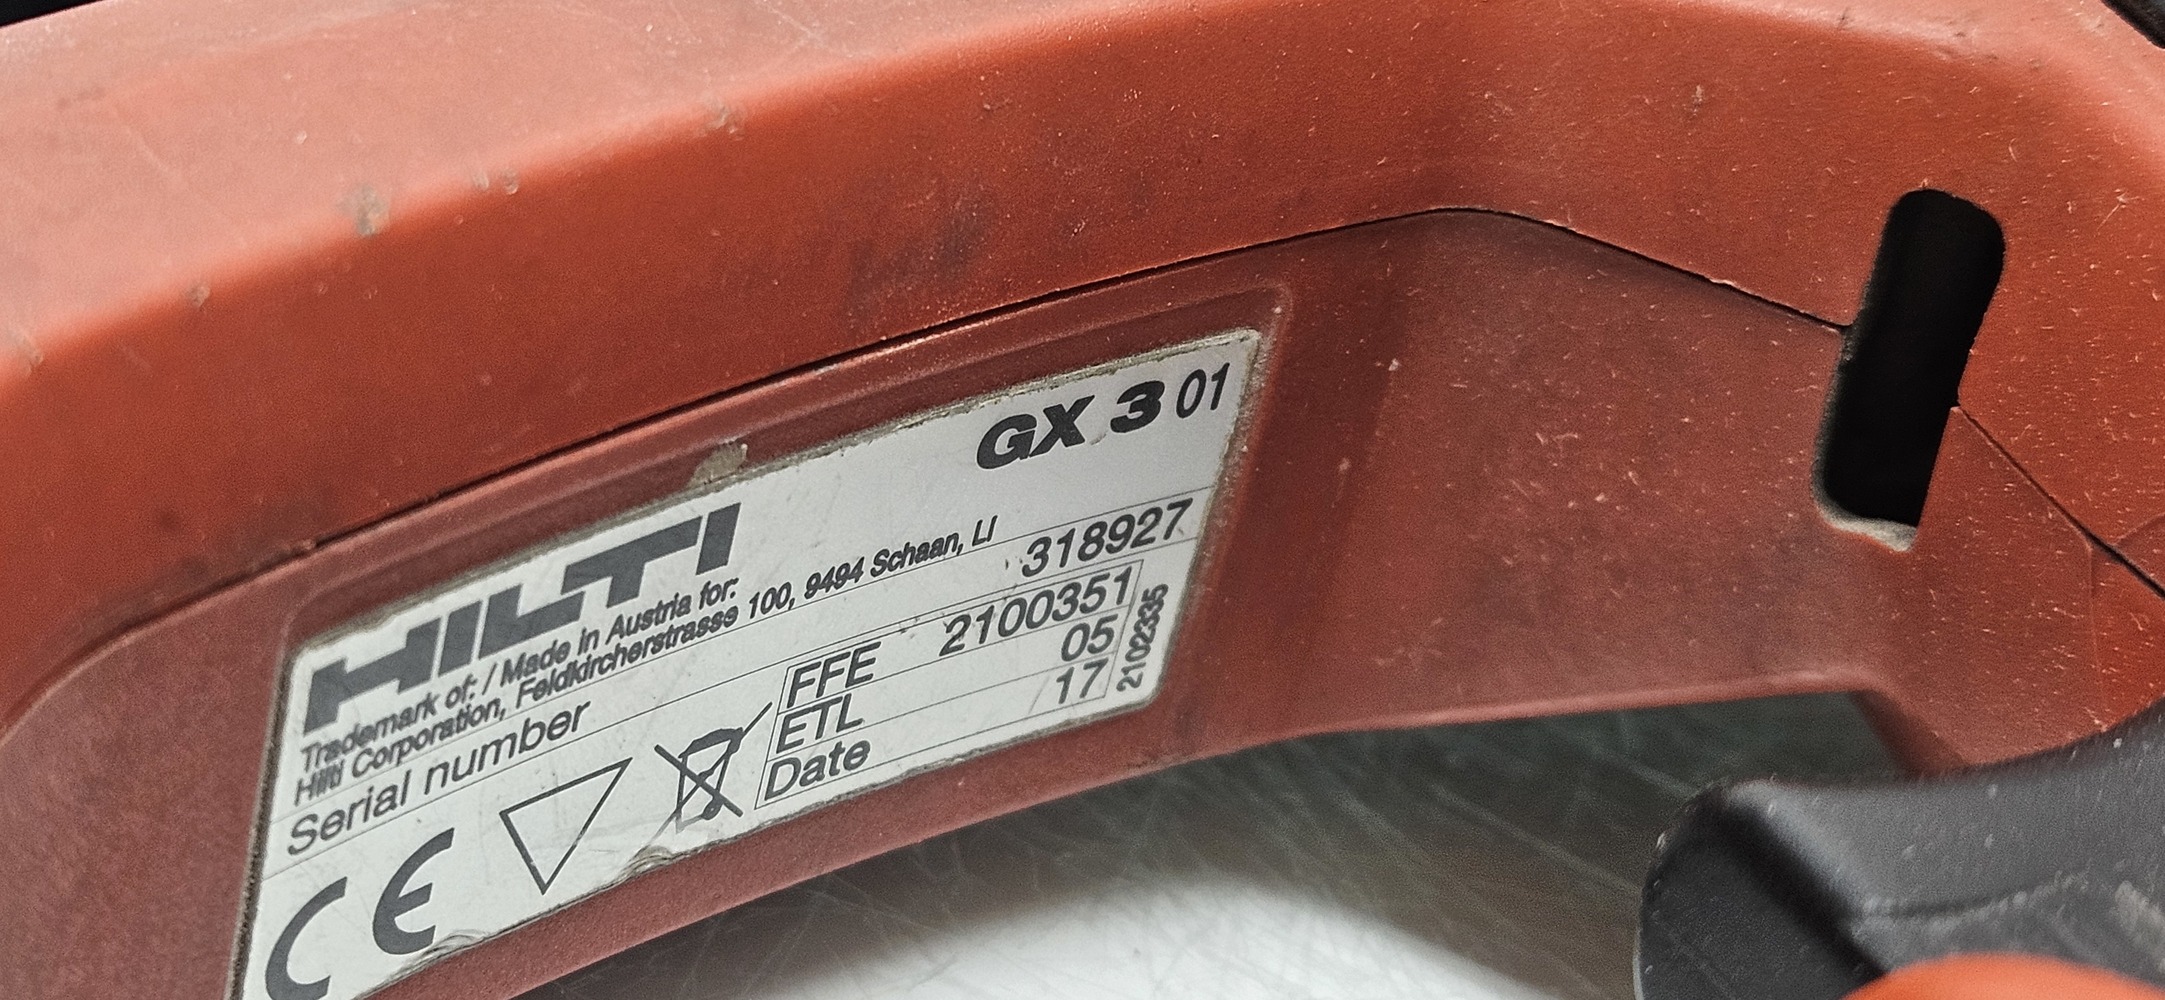 HILTI GX 3 01
Trademark of: / Made in Austria for:
Hilti Corporation, Feldkircherstrasse 100, 9494 Schaan, LI
Serial number 318927
CE
FFE 2100351
ETL 05
Date 17
2102335